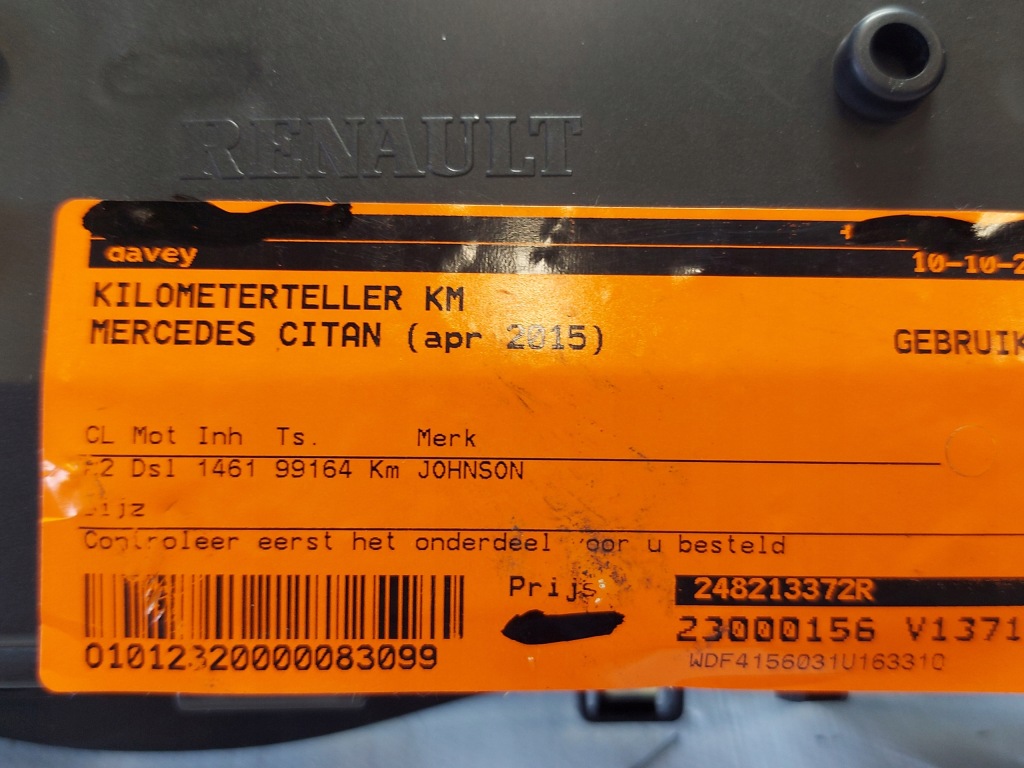 RENAULT
davey 10-10-2
KILOMETERTELLER KM
MERCEDES CITAN (apr 2015) GEBRUIK
CL Mot Inh Ts. Merk
Dsl 1461 99164 Km JOHNSON
Controleer eerst het onderdeel voor u besteld
Prijs 248213372R
23000156 V1371
01012320000083099 WDF4156031U163310